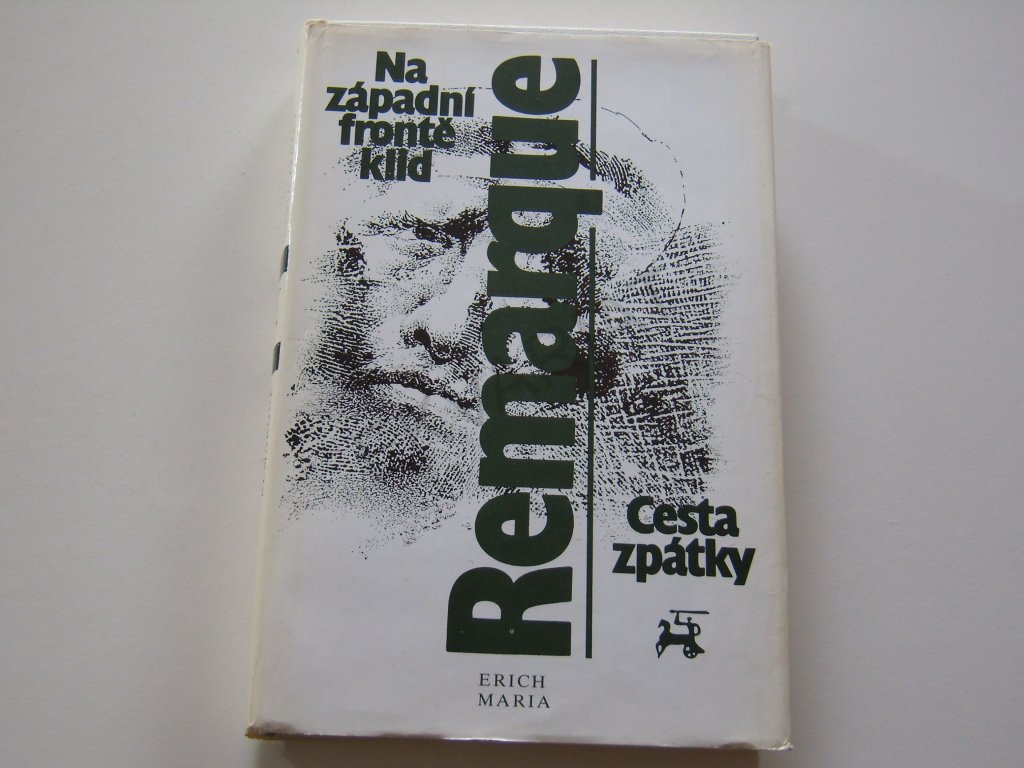 Na
západní
frontě
klid
Remarque
Cesta
zpátky
ERICH
MARIA